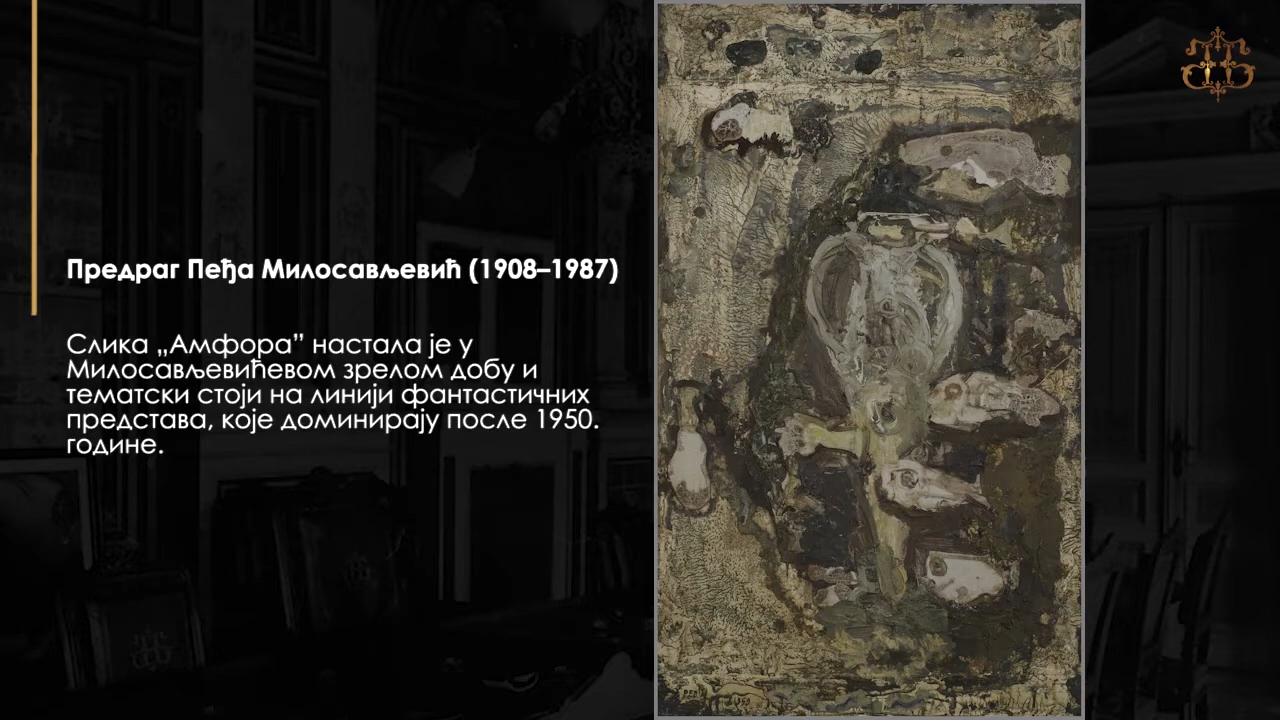 Предраг Пеђа Милосављевић (1908–1987)
Слика „Амфора” настала је у
Милосављевићевом зрелом добу и
тематски стоји на линији фантастичних
представа, које доминирају после 1950.
године.